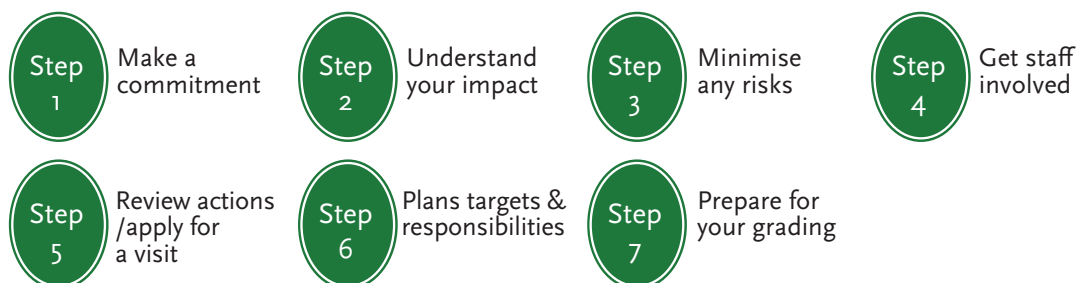 Step
1
Make a
commitment
Step
2
Understand
your impact
Step
3
Minimise
any risks
Step
4
Get staff
involved
Step
5
Review actions
/apply for
a visit
Step
6
Plans targets &
responsibilities
Step
7
Prepare for
your grading